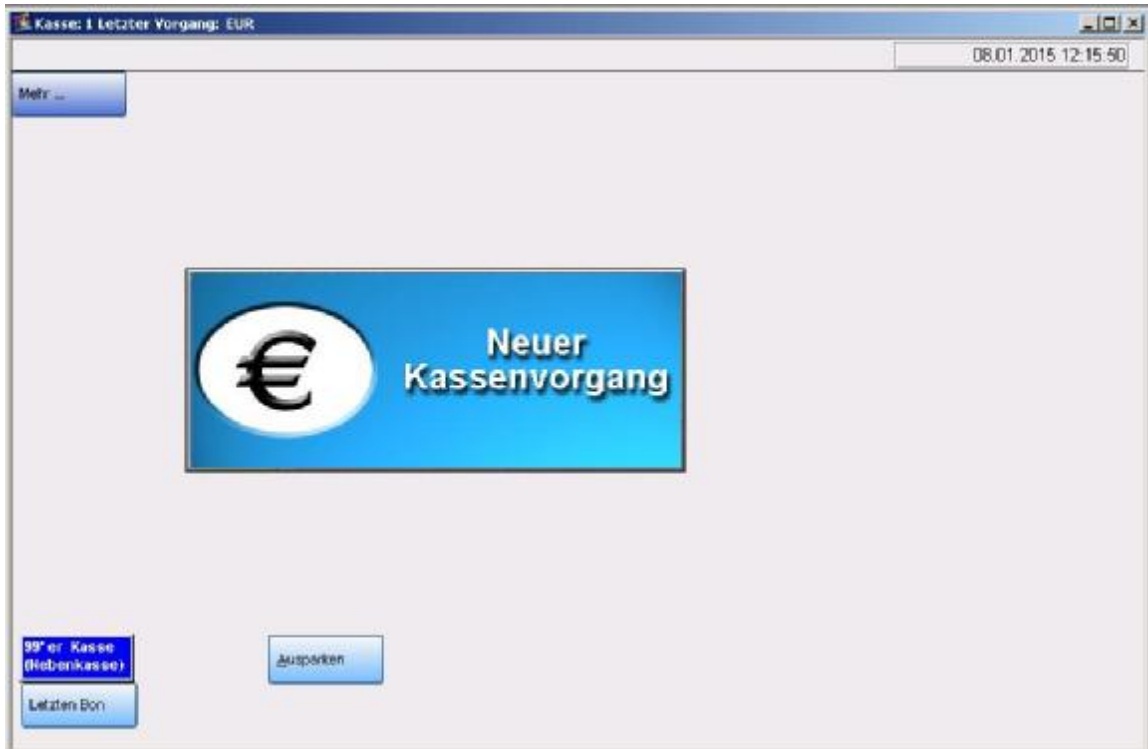 Kasse: 1 Letzter Vorgang: EUR
08.01.2015 12:15:50
Mehr ...
€
Neuer
Kassenvorgang
99'er Kasse
(Nebenkasse)
Ausparken
Letzten Bon